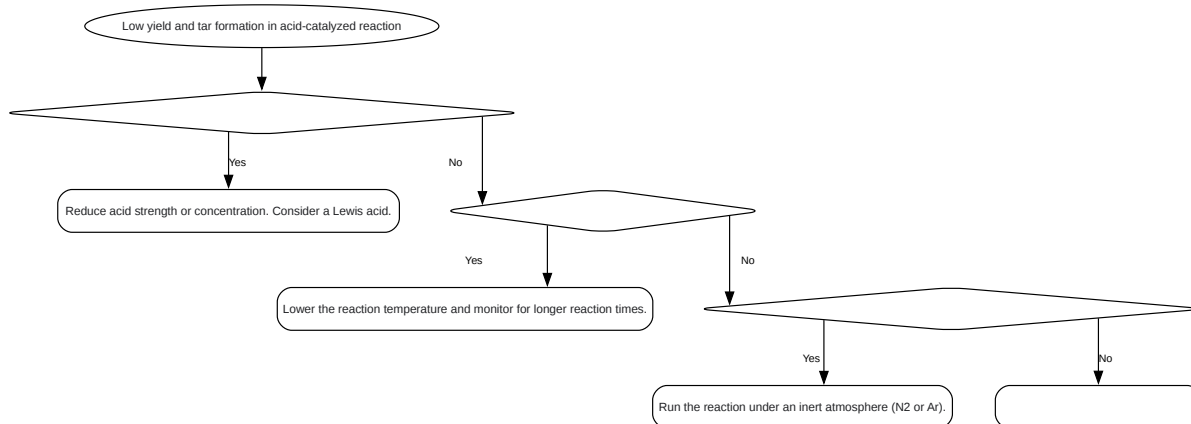 Low yield and tar formation in acid-catalyzed reaction
Yes
No
Reduce acid strength or concentration. Consider a Lewis acid.
Yes
No
Lower the reaction temperature and monitor for longer reaction times.
Yes
No
Run the reaction under an inert atmosphere (N2 or Ar).